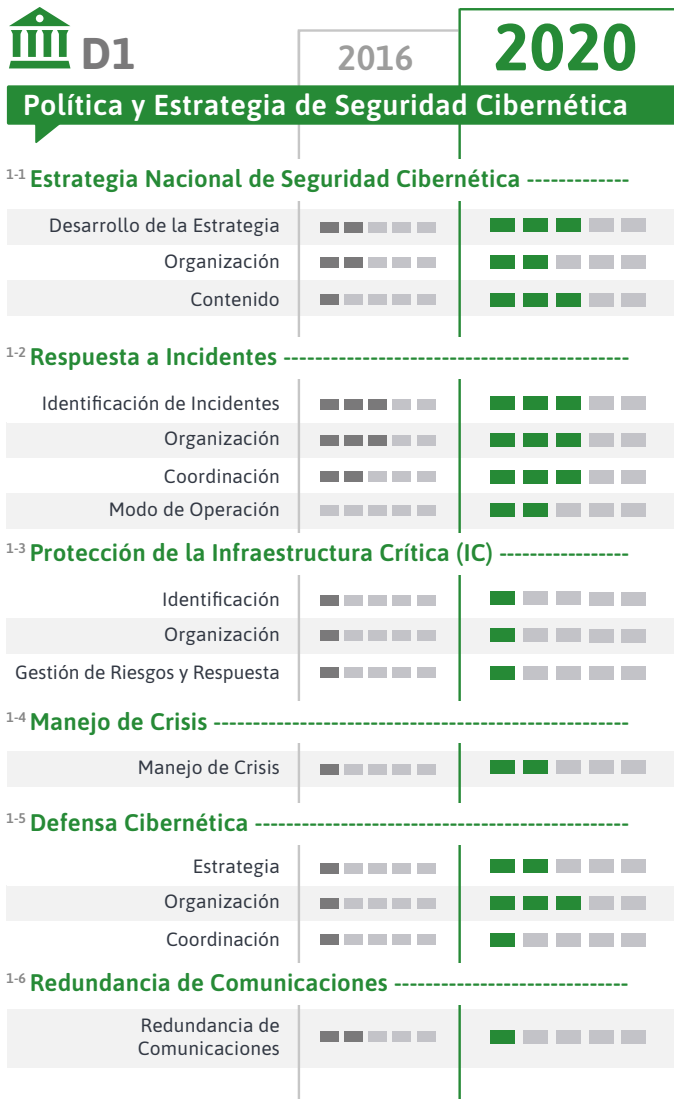 D1
2016
2020
Política y Estrategia de Seguridad Cibernética
1-1 Estrategia Nacional de Seguridad Cibernética -------------
Desarrollo de la Estrategia
Organización
Contenido
1-2 Respuesta a Incidentes ---------------------------------------------
Identificación de Incidentes
Organización
Coordinación
Modo de Operación
1-3 Protección de la Infraestructura Crítica (IC) -----------------
Identificación
Organización
Gestión de Riesgos y Respuesta
1-4 Manejo de Crisis ------------------------------------------------------
Manejo de Crisis
1-5 Defensa Cibernética -------------------------------------------------
Estrategia
Organización
Coordinación
1-6 Redundancia de Comunicaciones ------------------------------
Redundancia de
Comunicaciones